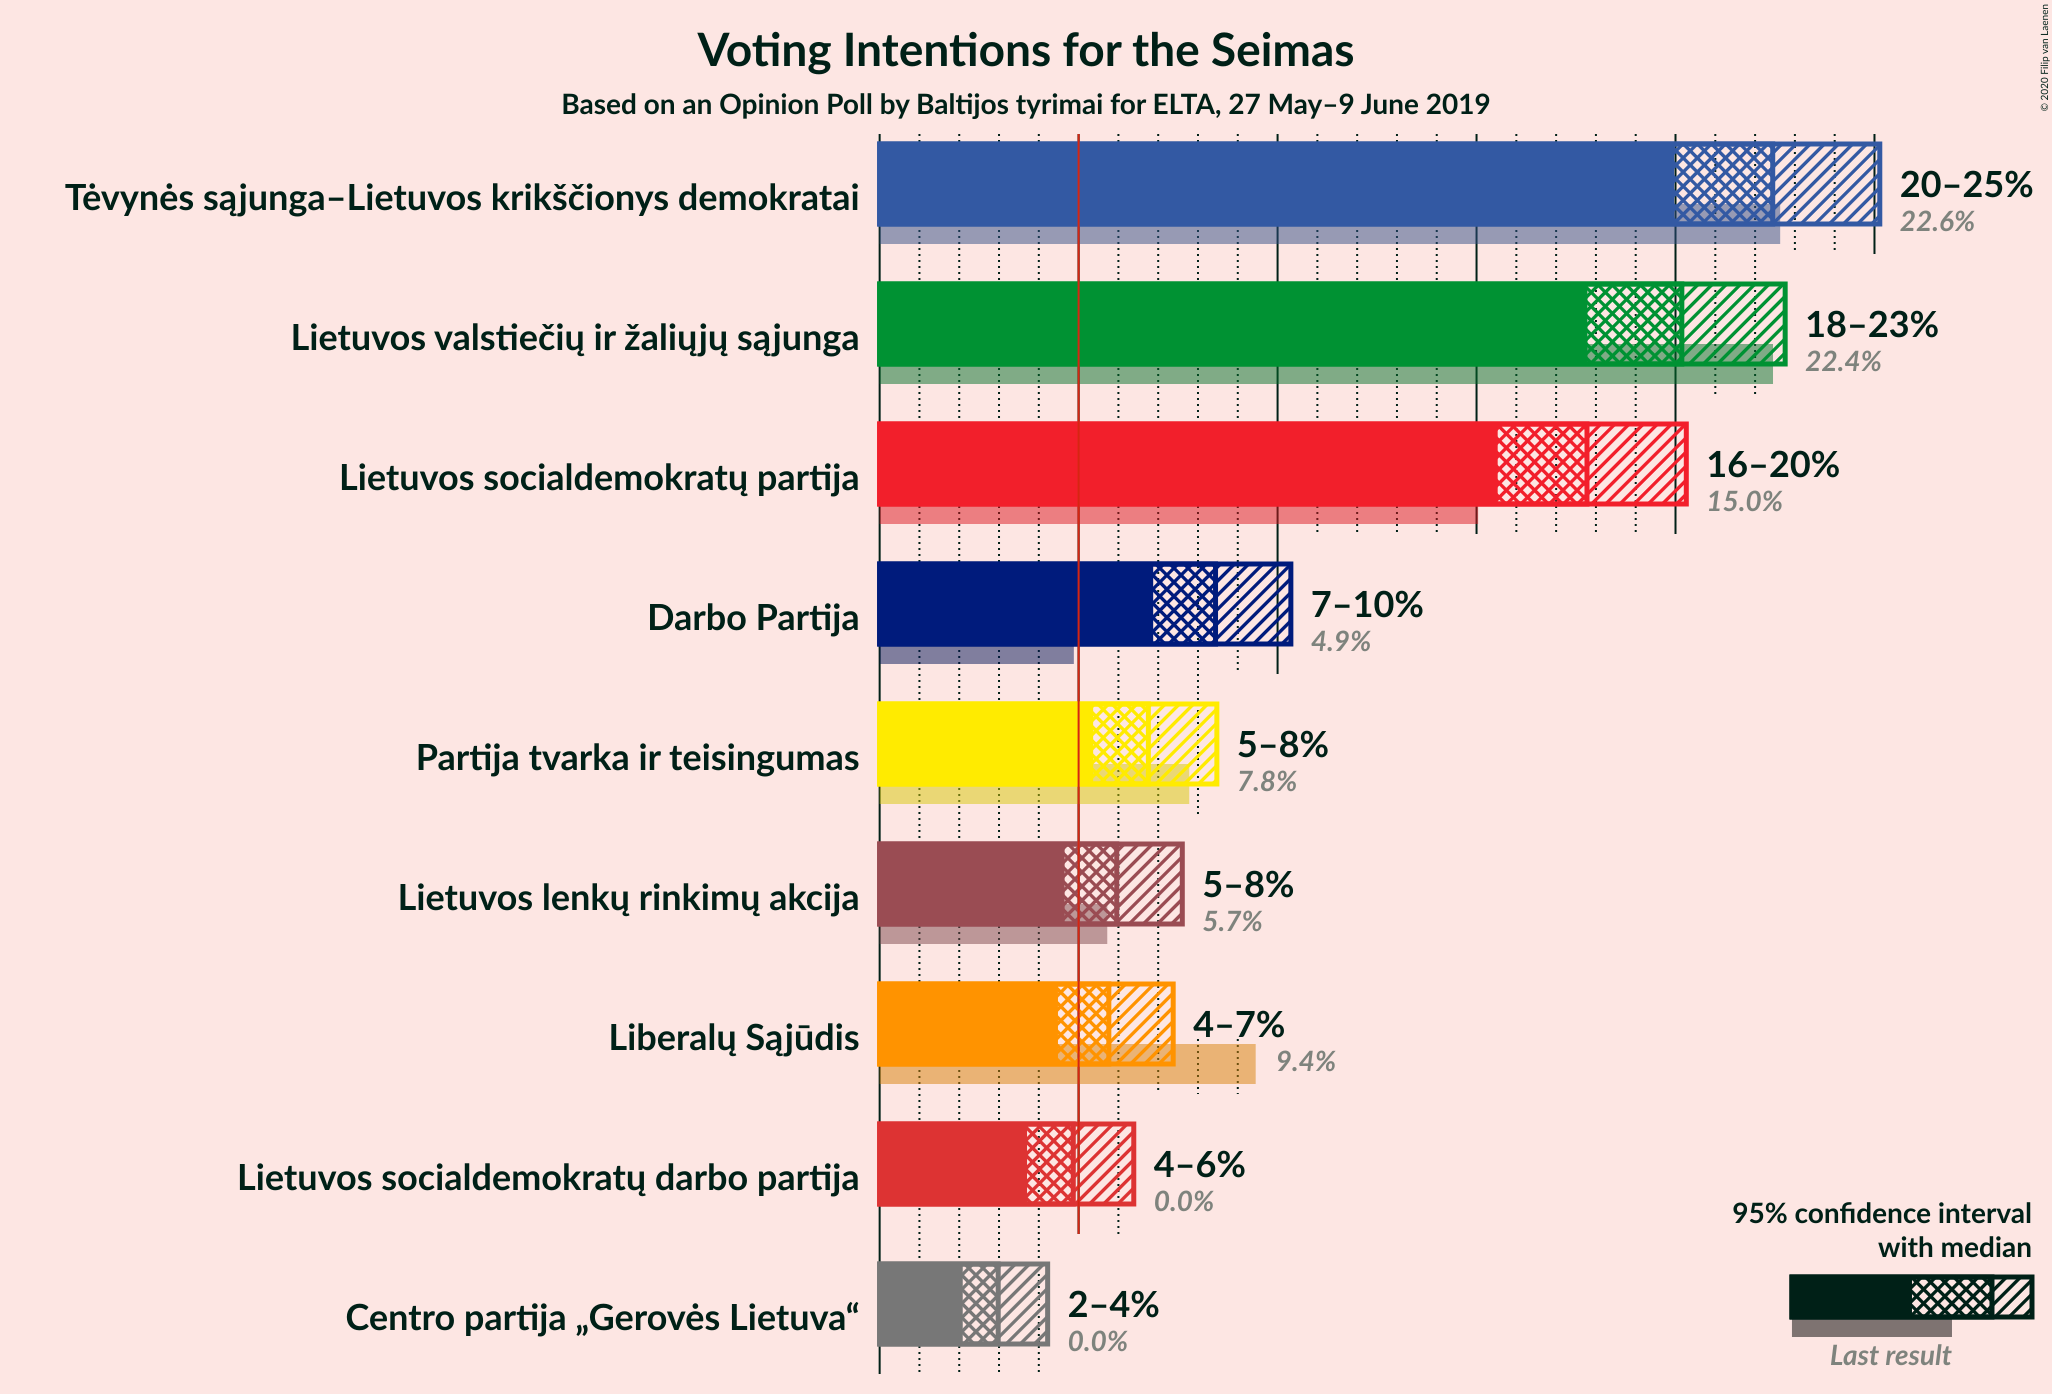 © 2020 Filip van Laenen
Voting Intentions for the Seimas
Based on an Opinion Poll by Baltijos tyrimai for ELTA, 27 May–9 June 2019
Tėvynės sąjunga–Lietuvos krikščionys demokratai
20–25%
22.6%
Lietuvos valstiečių ir žaliųjų sąjunga
18–23%
22.4%
Lietuvos socialdemokratų partija
16–20%
15.0%
Darbo Partija
7–10%
4.9%
Partija tvarka ir teisingumas
5–8%
7.8%
Lietuvos lenkų rinkimų akcija
5–8%
5.7%
Liberalų Sąjūdis
4–7%
9.4%
Lietuvos socialdemokratų darbo partija
4–6%
0.0%
Centro partija „Gerovės Lietuva“
2–4%
0.0%
95% confidence interval
with median
Last result